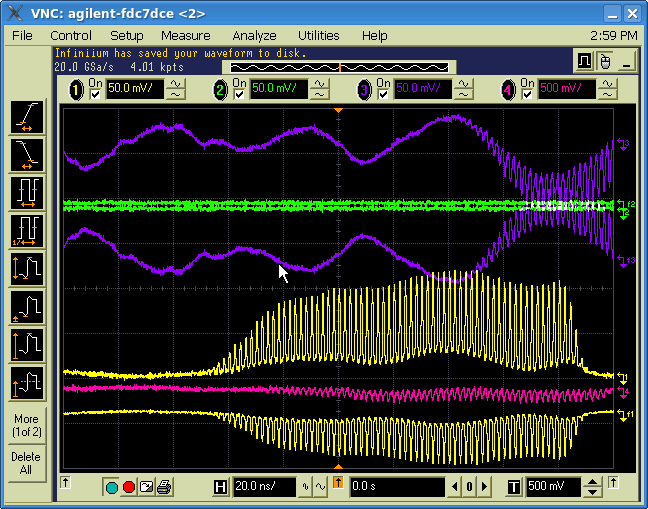 VNC: agilent-fdc7dce <2>
File Control Setup Measure Analyze Utilities Help 2:59 PM
Infiniium has saved your waveform to disk.
20.0 GSa/s 4.01 kpts
1 On 50.0 mV/ 2 On 50.0 mV/ 3 On 50.0 mV/ 4 On 500 mV/
More
(1of 2)
Delete
All
H 20.0 ns/ 0.0 s 0 T 500 mV